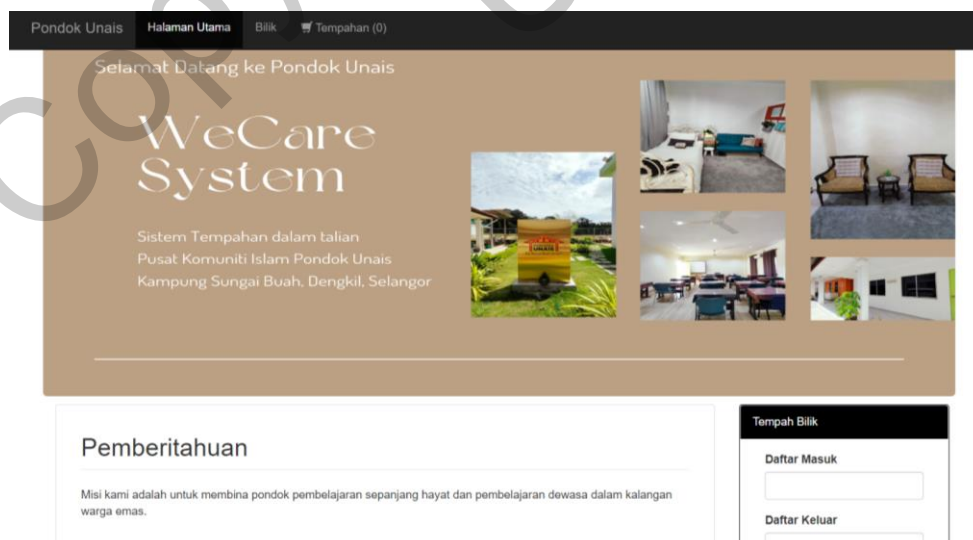 Pondok Unais Halaman Utama Bilik Tempahan (0)
Selamat Datang ke Pondok Unais
WeCare
System
Sistem Tempahan dalam talian
Pusat Komuniti Islam Pondok Unais
Kampung Sungai Buah, Dengkil, Selangor
Pemberitahuan
Misi kami adalah untuk membina pondok pembelajaran sepanjang hayat dan pembelajaran dewasa dalam kalangan
warga emas.
Tempah Bilik
Daftar Masuk
Daftar Keluar